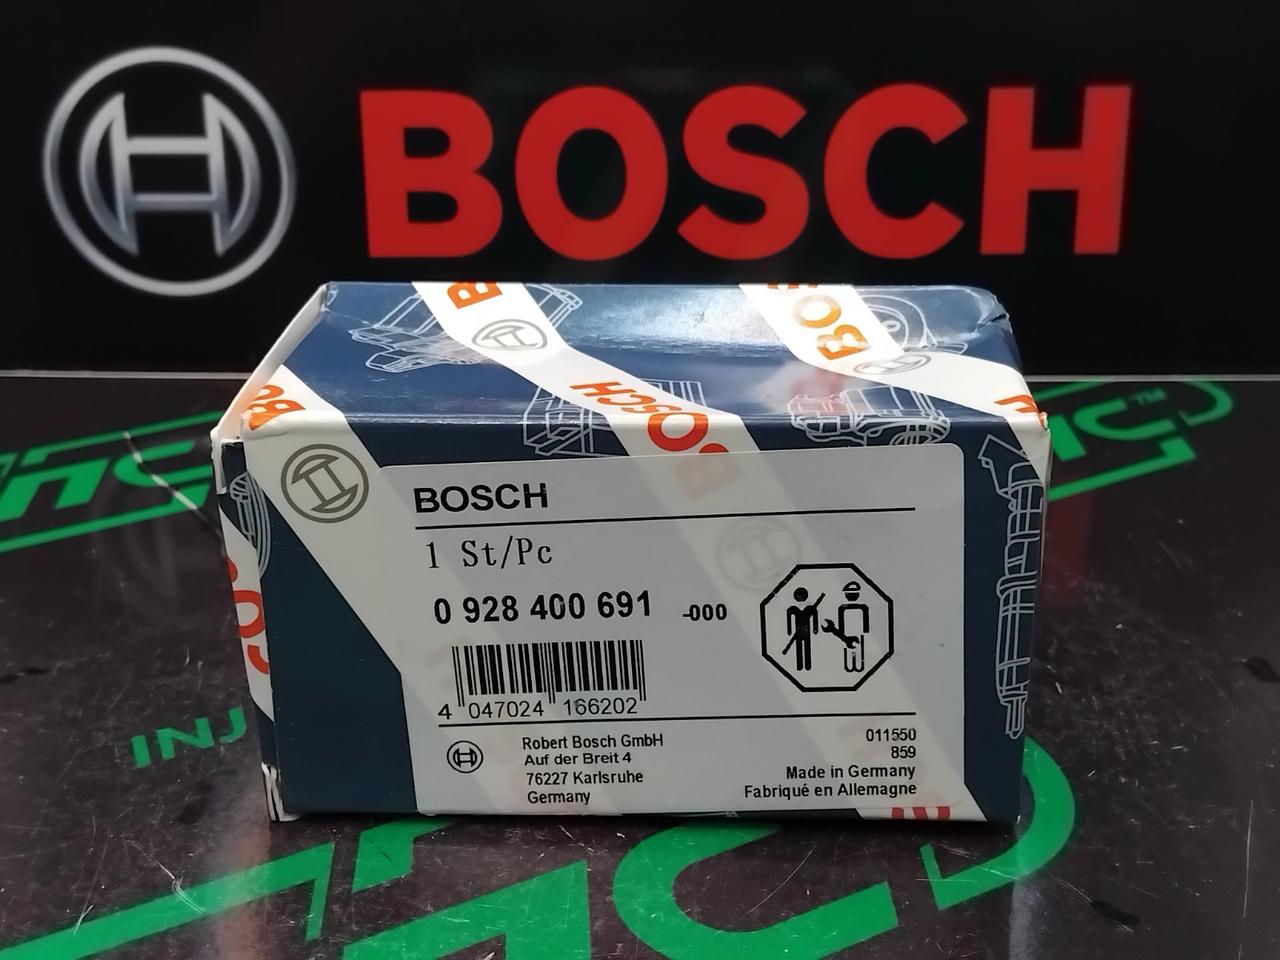 BOSCH
BOSCH
BOSCH
BOSCH
1 St/Pc
0 928 400 691 -000
4 047024 166202
Robert Bosch GmbH
Auf der Breit 4
76227 Karlsruhe
Germany
011550
859
Made in Germany
Fabriqué en Allemagne
INJ